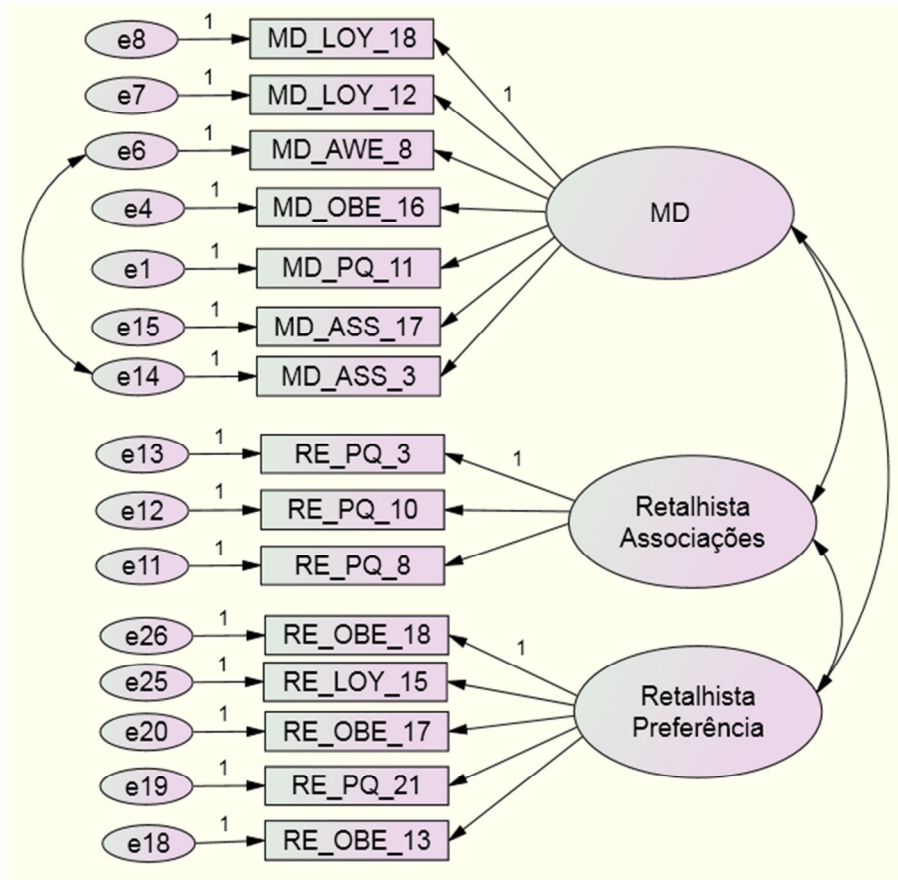 e8 1 MD_LOY_18
e7 1 MD_LOY_12
e6 1 MD_AWE_8
e4 1 MD_OBE_16
e1 1 MD_PQ_11
e15 1 MD_ASS_17
e14 1 MD_ASS_3
1
MD
e13 1 RE_PQ_3
e12 1 RE_PQ_10
e11 1 RE_PQ_8
1
Retalhista
Associações
e26 1 RE_OBE_18
e25 1 RE_LOY_15
e20 1 RE_OBE_17
e19 1 RE_PQ_21
e18 1 RE_OBE_13
1
Retalhista
Preferência